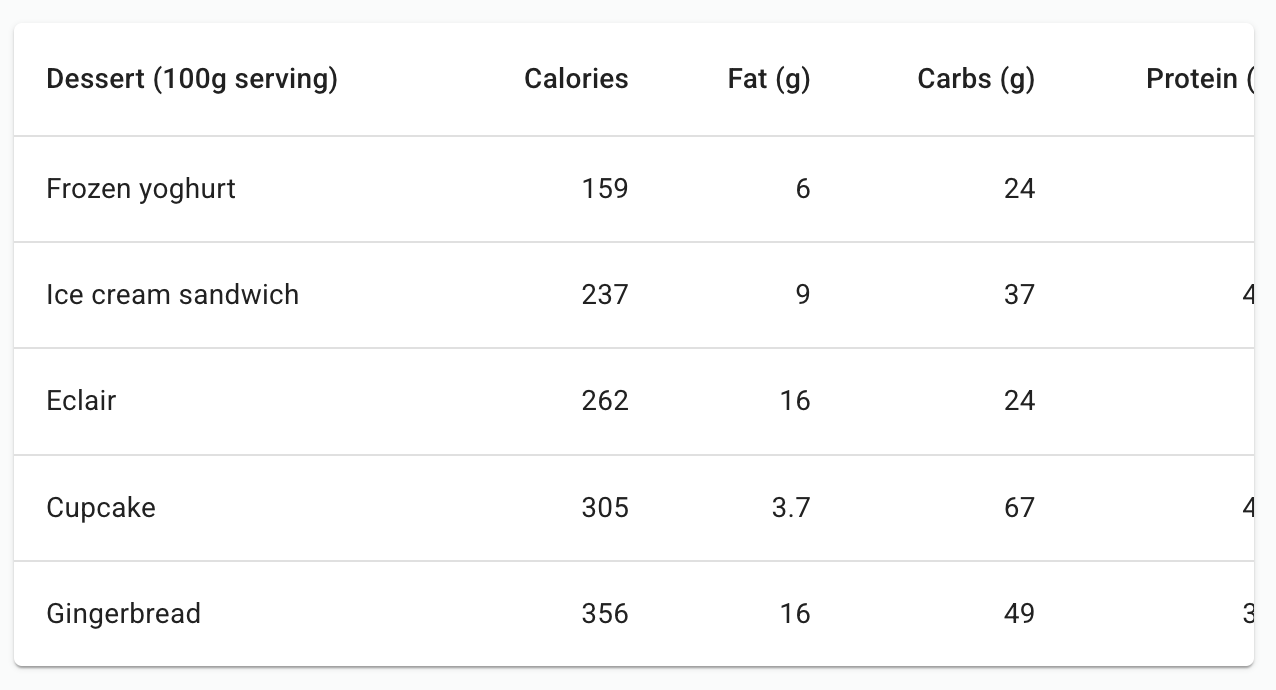 Dessert (100g serving) Calories Fat (g) Carbs (g) Protein (
Frozen yoghurt 159 6 24
Ice cream sandwich 237 9 37 4
Eclair 262 16 24
Cupcake 305 3.7 67 4
Gingerbread 356 16 49 3